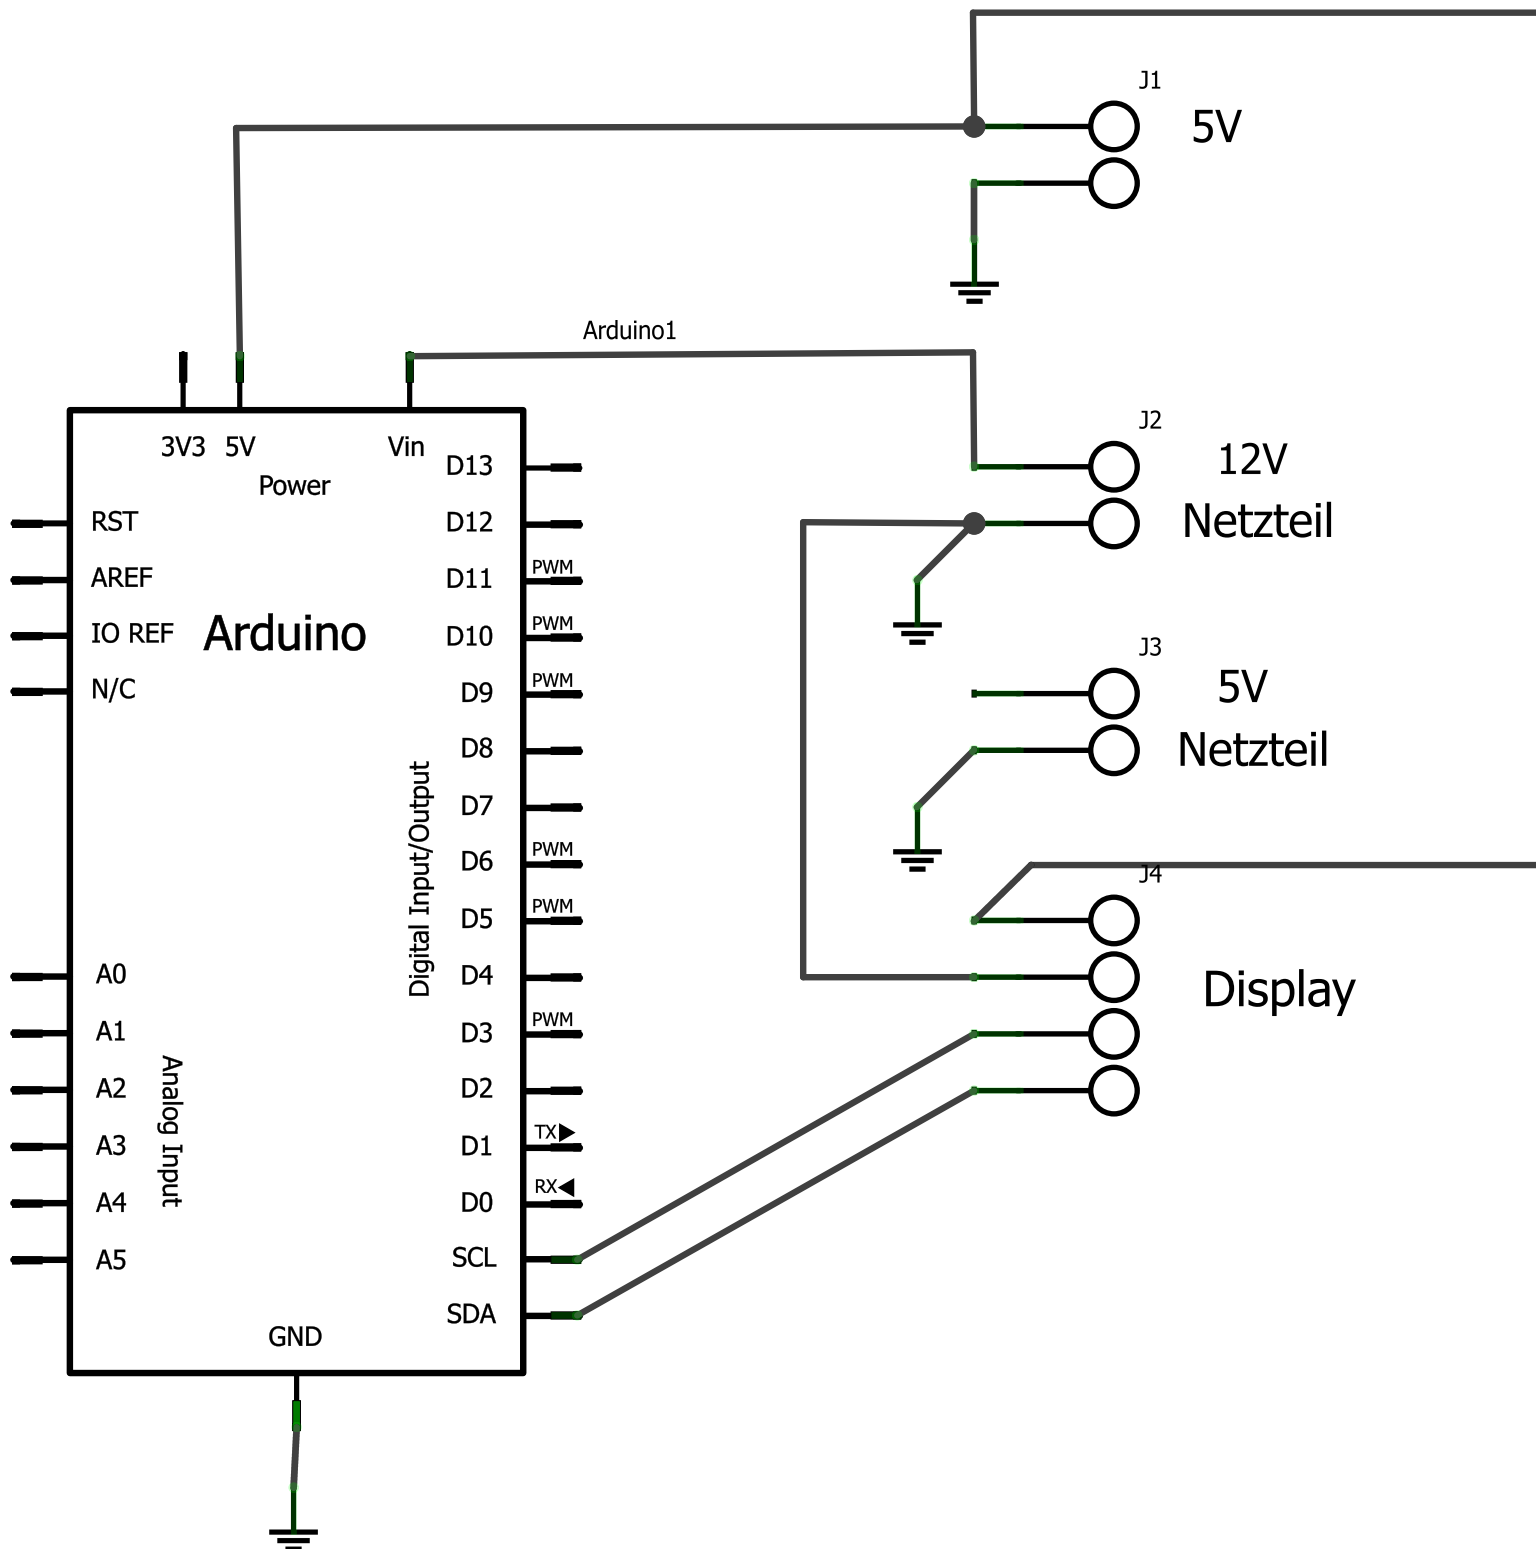 J1
5V
Arduino1
J2
12V
Netzteil
J3
5V
Netzteil
J4
Display
3V3 5V Vin
Power
RST
AREF
IO REF
N/C
Arduino
A0
A1
A2
A3
A4
A5
Analog Input
Digital Input/Output
D13
D12
D11 PWM
D10 PWM
D9 PWM
D8
D7
D6 PWM
D5 PWM
D4
D3 PWM
D2
D1 TX
D0 RX
SCL
SDA
GND